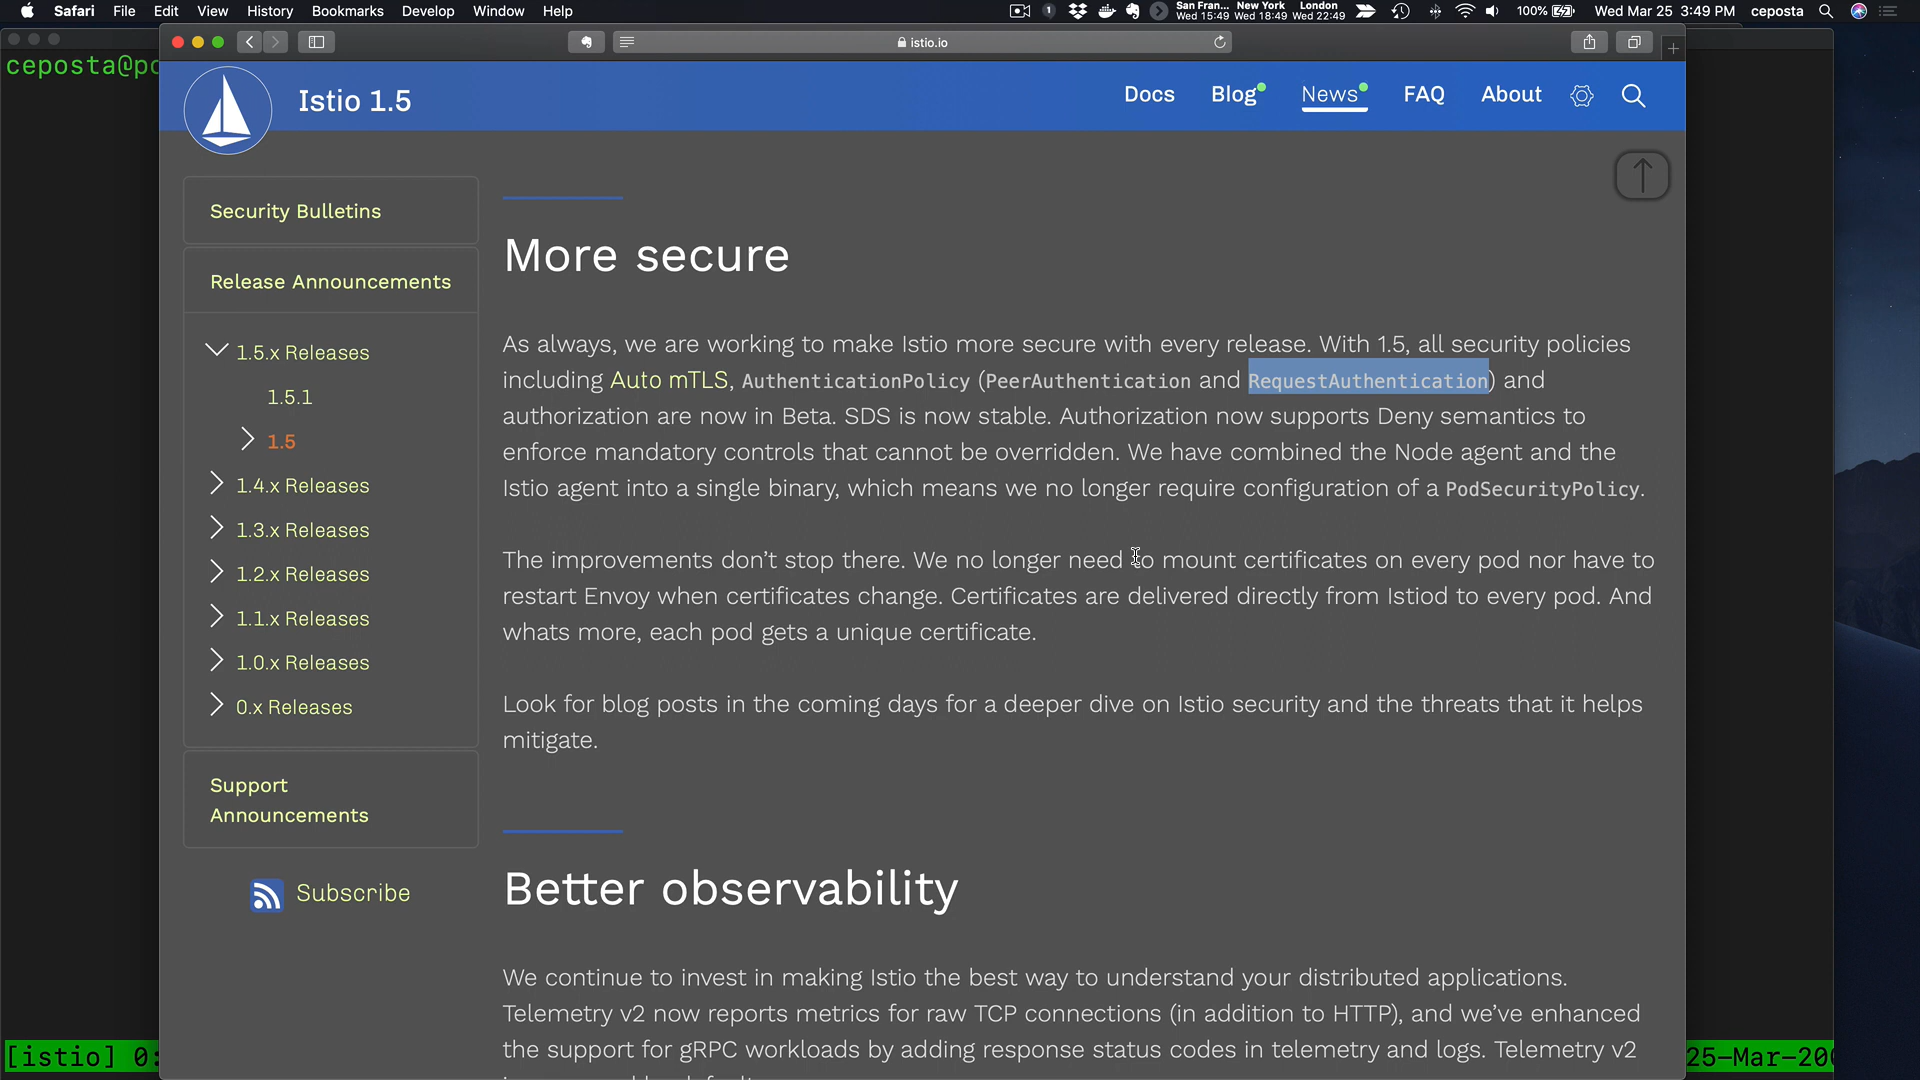 Safari File Edit View History Bookmarks Develop Window Help
1
San Fran... New York London
Wed 15:49 Wed 18:49 Wed 22:49
100%
Wed Mar 25 3:49 PM ceposta
istio.io
ceposta@po
Istio 1.5
Docs Blog News FAQ About
Security Bulletins
Release Announcements
1.5.x Releases
1.5.1
1.5
1.4.x Releases
1.3.x Releases
1.2.x Releases
1.1.x Releases
1.0.x Releases
0.x Releases
Support
Announcements
Subscribe
More secure
As always, we are working to make Istio more secure with every release. With 1.5, all security policies
including Auto mTLS, AuthenticationPolicy (PeerAuthentication and RequestAuthentication) and
authorization are now in Beta. SDS is now stable. Authorization now supports Deny semantics to
enforce mandatory controls that cannot be overridden. We have combined the Node agent and the
Istio agent into a single binary, which means we no longer require configuration of a PodSecurityPolicy.
The improvements don’t stop there. We no longer need to mount certificates on every pod nor have to
restart Envoy when certificates change. Certificates are delivered directly from Istiod to every pod. And
whats more, each pod gets a unique certificate.
Look for blog posts in the coming days for a deeper dive on Istio security and the threats that it helps
mitigate.
Better observability
We continue to invest in making Istio the best way to understand your distributed applications.
Telemetry v2 now reports metrics for raw TCP connections (in addition to HTTP), and we’ve enhanced
the support for gRPC workloads by adding response status codes in telemetry and logs. Telemetry v2
[istio] 0:
25-Mar-20